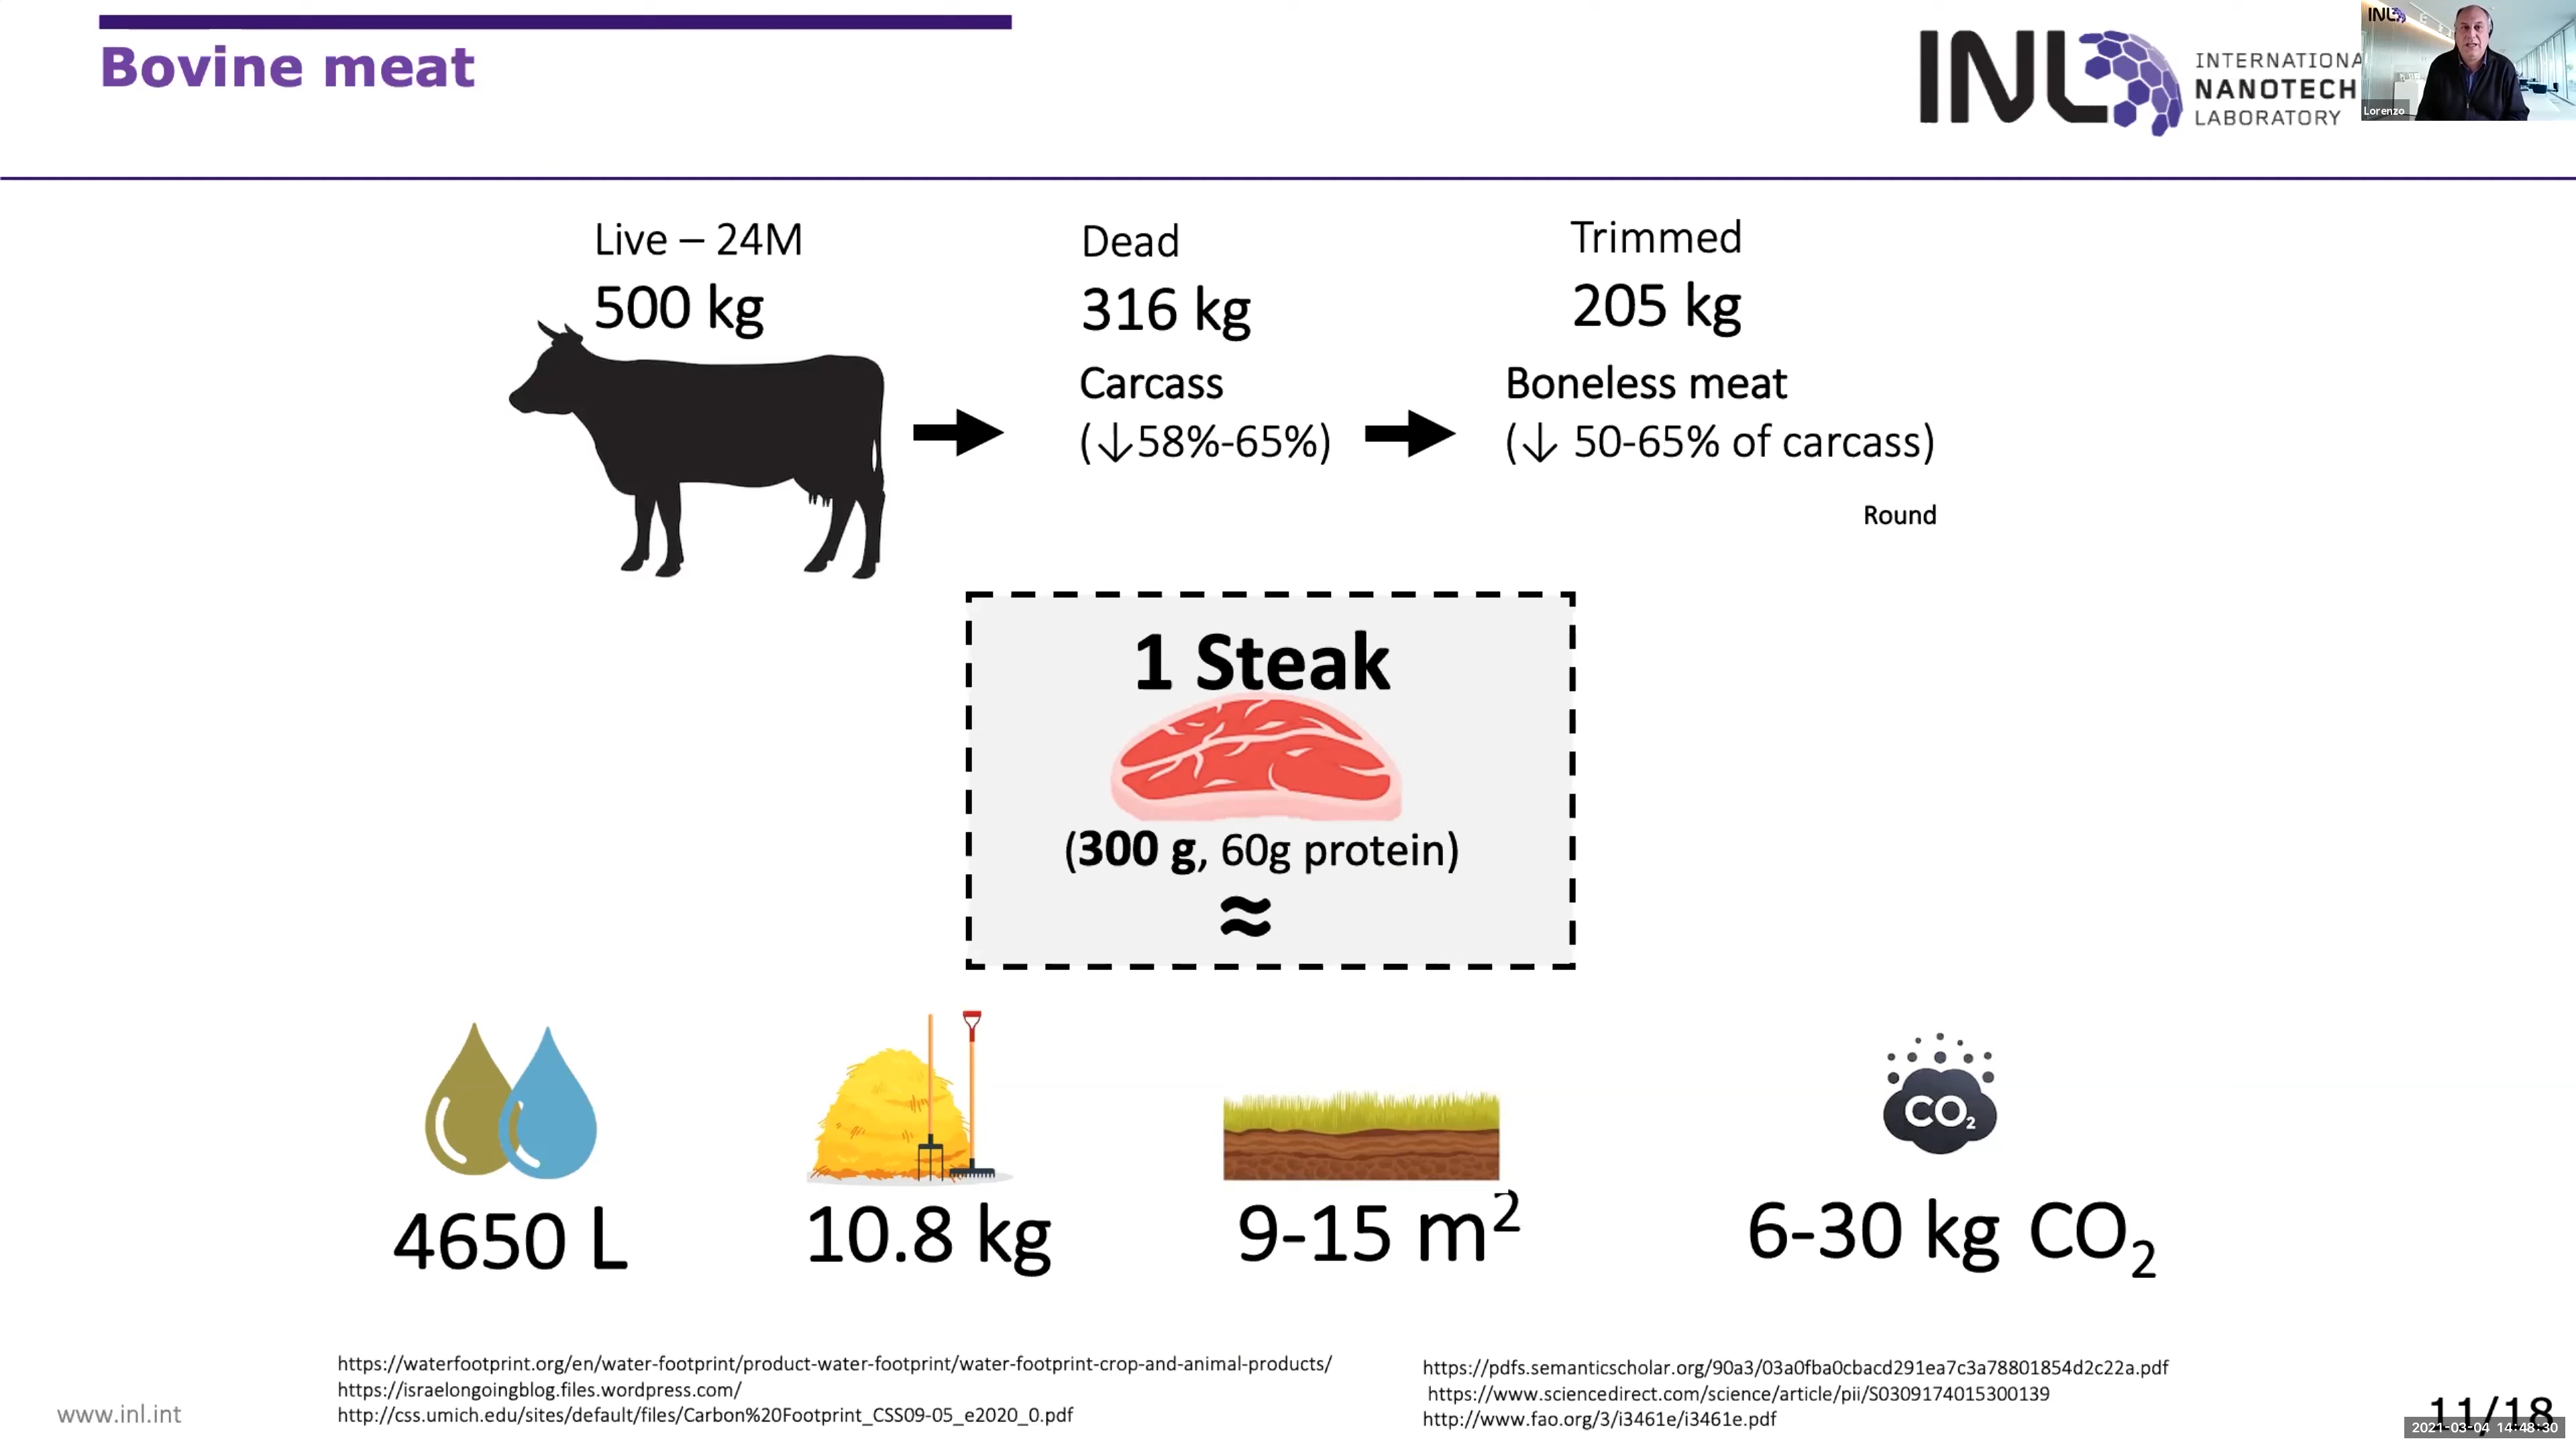 Bovine meat
INL
INTERNATIONA
NANOTECH
LABORATORY
INL
Lorenzo
Live – 24M
500 kg
Dead
316 kg
Carcass
(↓58%-65%)
Trimmed
205 kg
Boneless meat
(↓ 50-65% of carcass)
Round
1 Steak
(300 g, 60g protein)
≈
CO₂
4650 L
10.8 kg
9-15 m²
6-30 kg CO₂
https://waterfootprint.org/en/water-footprint/product-water-footprint/water-footprint-crop-and-animal-products/
https://israelongoingblog.files.wordpress.com/
http://css.umich.edu/sites/default/files/Carbon%20Footprint_CSS09-05_e2020_0.pdf
https://pdfs.semanticscholar.org/90a3/03a0fba0cbacd291ea7c3a78801854d2c22a.pdf
https://www.sciencedirect.com/science/article/pii/S0309174015300139
http://www.fao.org/3/i3461e/i3461e.pdf
www.inl.int
11/18
2021-03-04 14:48:30